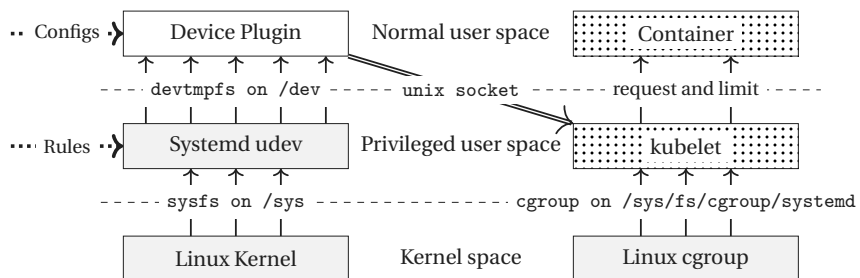 Configs Device Plugin Normal user space Container
devtmpfs on /dev unix socket request and limit
Rules Systemd udev Privileged user space kubelet
sysfs on /sys cgroup on /sys/fs/cgroup/systemd
Linux Kernel Kernel space Linux cgroup